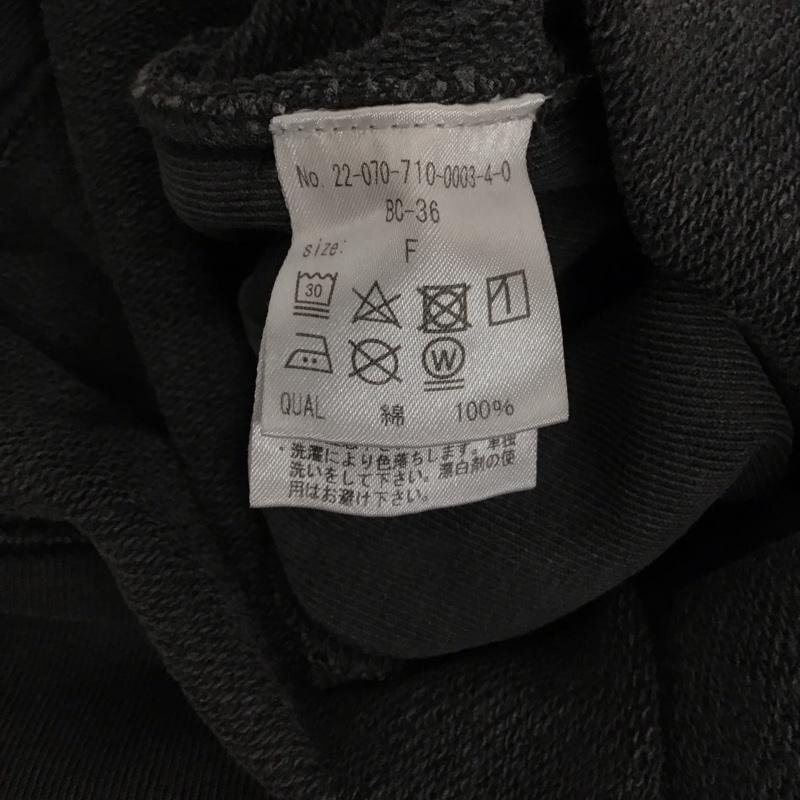 No. 22-070-710-0003-4-0
BC-36
size: F
30
W
QUAL 綿 100%
・洗濯により色落ちします。単独
洗いをして下さい。漂白剤の使
用はお避け下さい。